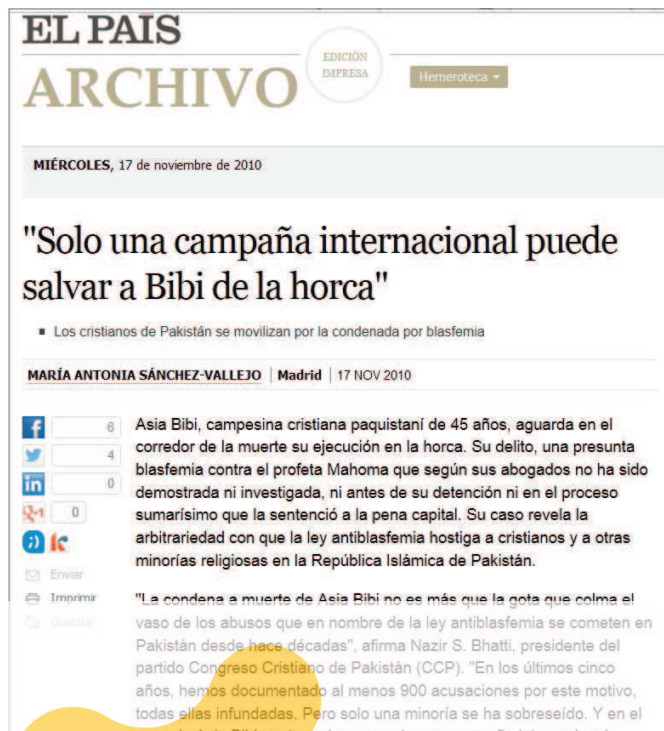 EL PAÍS
EDICIÓN
IMPRESA
ARCHIVO
Hemeroteca
MIÉRCOLES, 17 de noviembre de 2010
"Solo una campaña internacional puede
salvar a Bibi de la horca"
Los cristianos de Pakistán se movilizan por la condenada por blasfemia
MARÍA ANTONIA SÁNCHEZ-VALLEJO | Madrid | 17 NOV 2010
6
4
0
0
Enviar
Imprimir
Guardar
Asia Bibi, campesina cristiana paquistaní de 45 años, aguarda en el
corredor de la muerte su ejecución en la horca. Su delito, una presunta
blasfemia contra el profeta Mahoma que según sus abogados no ha sido
demostrada ni investigada, ni antes de su detención ni en el proceso
sumarísimo que la sentenció a la pena capital. Su caso revela la
arbitrariedad con que la ley antiblasfemia hostiga a cristianos y a otras
minorías religiosas en la República Islámica de Pakistán.
"La condena a muerte de Asia Bibi no es más que la gota que colma el
vaso de los abusos que en nombre de la ley antiblasfemia se cometen en
Pakistán desde hace décadas", afirma Nazir S. Bhatti, presidente del
partido Congreso Cristiano de Pakistán (CCP). "En los últimos cinco
años, hemos documentado al menos 900 acusaciones por este motivo,
todas ellas infundadas. Pero solo una minoría se ha sobreseído. Y en el